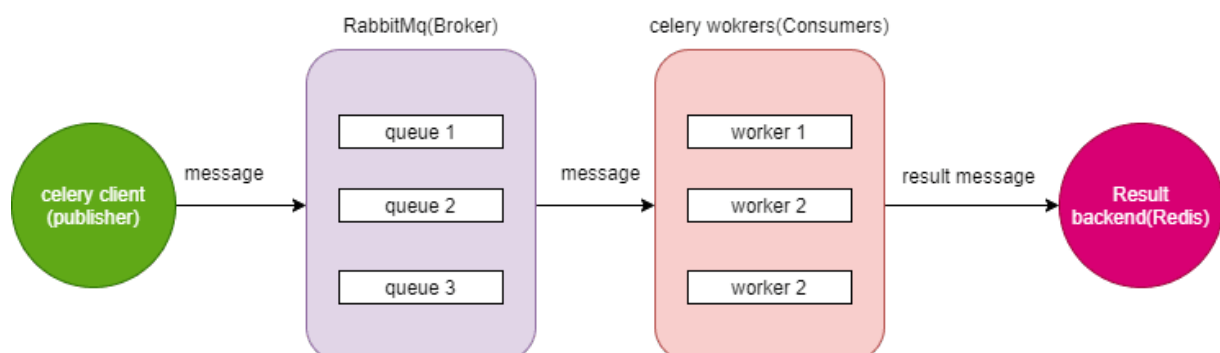 RabbitMq(Broker)
celery wokrers(Consumers)
celery client
(publisher)
message
queue 1
queue 2
queue 3
message
worker 1
worker 2
worker 2
result message
Result
backend(Redis)